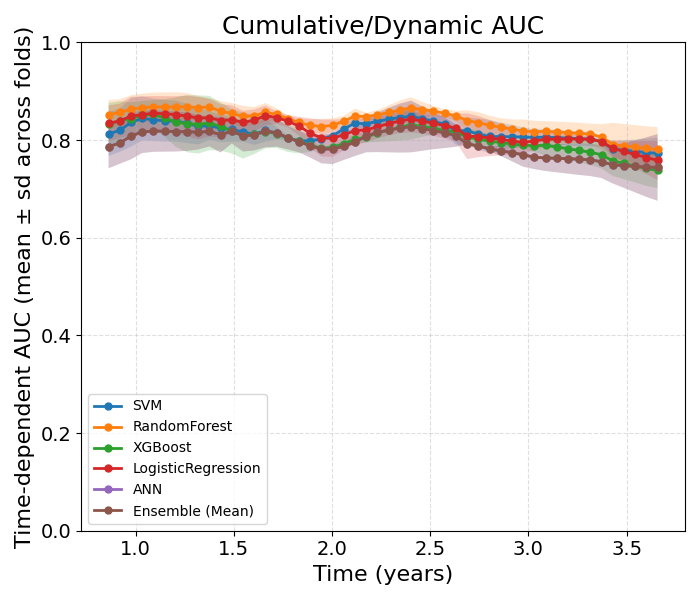 Cumulative/Dynamic AUC
Time-dependent AUC (mean ± sd across folds)
1.0
0.8
0.6
0.4
0.2
0.0
SVM
RandomForest
XGBoost
LogisticRegression
ANN
Ensemble (Mean)
1.0 1.5 2.0 2.5 3.0 3.5
Time (years)